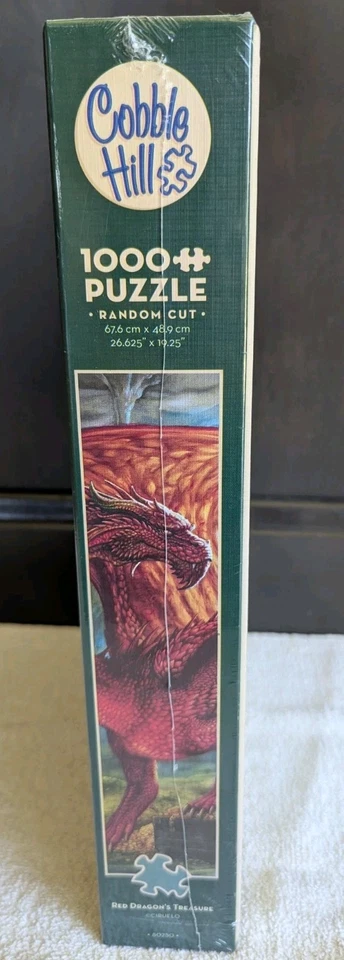 Cobble
Hill
1000
PUZZLE
• RANDOM CUT •
67.6 cm x 48.9 cm
26.625" x 19.25"
RED DRAGON'S TREASURE
CIRUELO